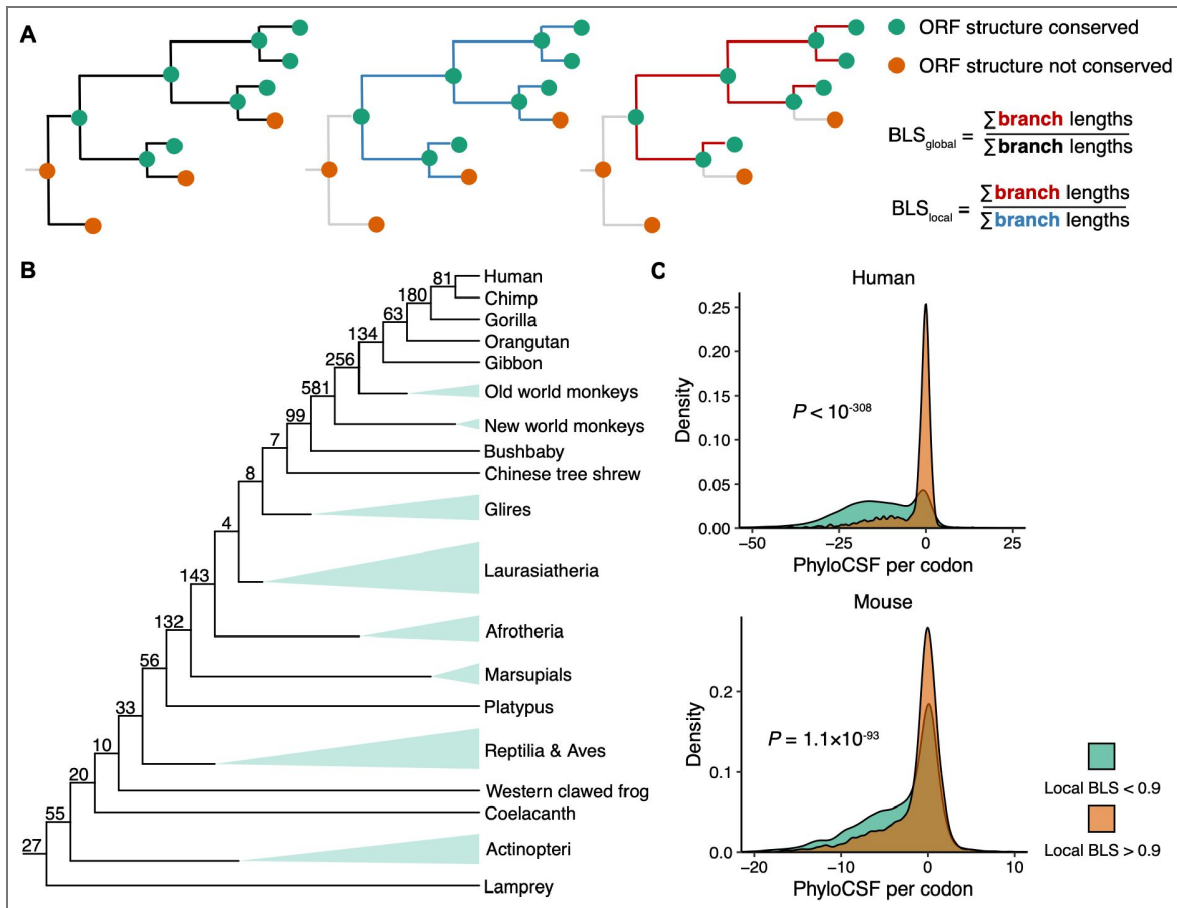 A
ORF structure conserved
ORF structure not conserved
BLSglobal = ∑branch lengths
∑branch lengths
BLSlocal = ∑branch lengths
∑branch lengths
B
81
Human
Chimp
180
Gorilla
63
Orangutan
134
Gibbon
256
Old world monkeys
581
New world monkeys
99
Bushbaby
7
Chinese tree shrew
8
Glires
4
Laurasiatheria
143
Afrotheria
132
Marsupials
56
Platypus
33
Reptilia & Aves
10
Western clawed frog
20
Coelacanth
55
Actinopteri
27
Lamprey
C
Human
0.25
0.20
0.15
0.10
0.05
0.00
Density
P < 10-308
−50 −25 0 25
PhyloCSF per codon
Mouse
0.2
0.1
0.0
Density
P = 1.1×10-93
−20 −10 0 10
PhyloCSF per codon
Local BLS < 0.9
Local BLS > 0.9